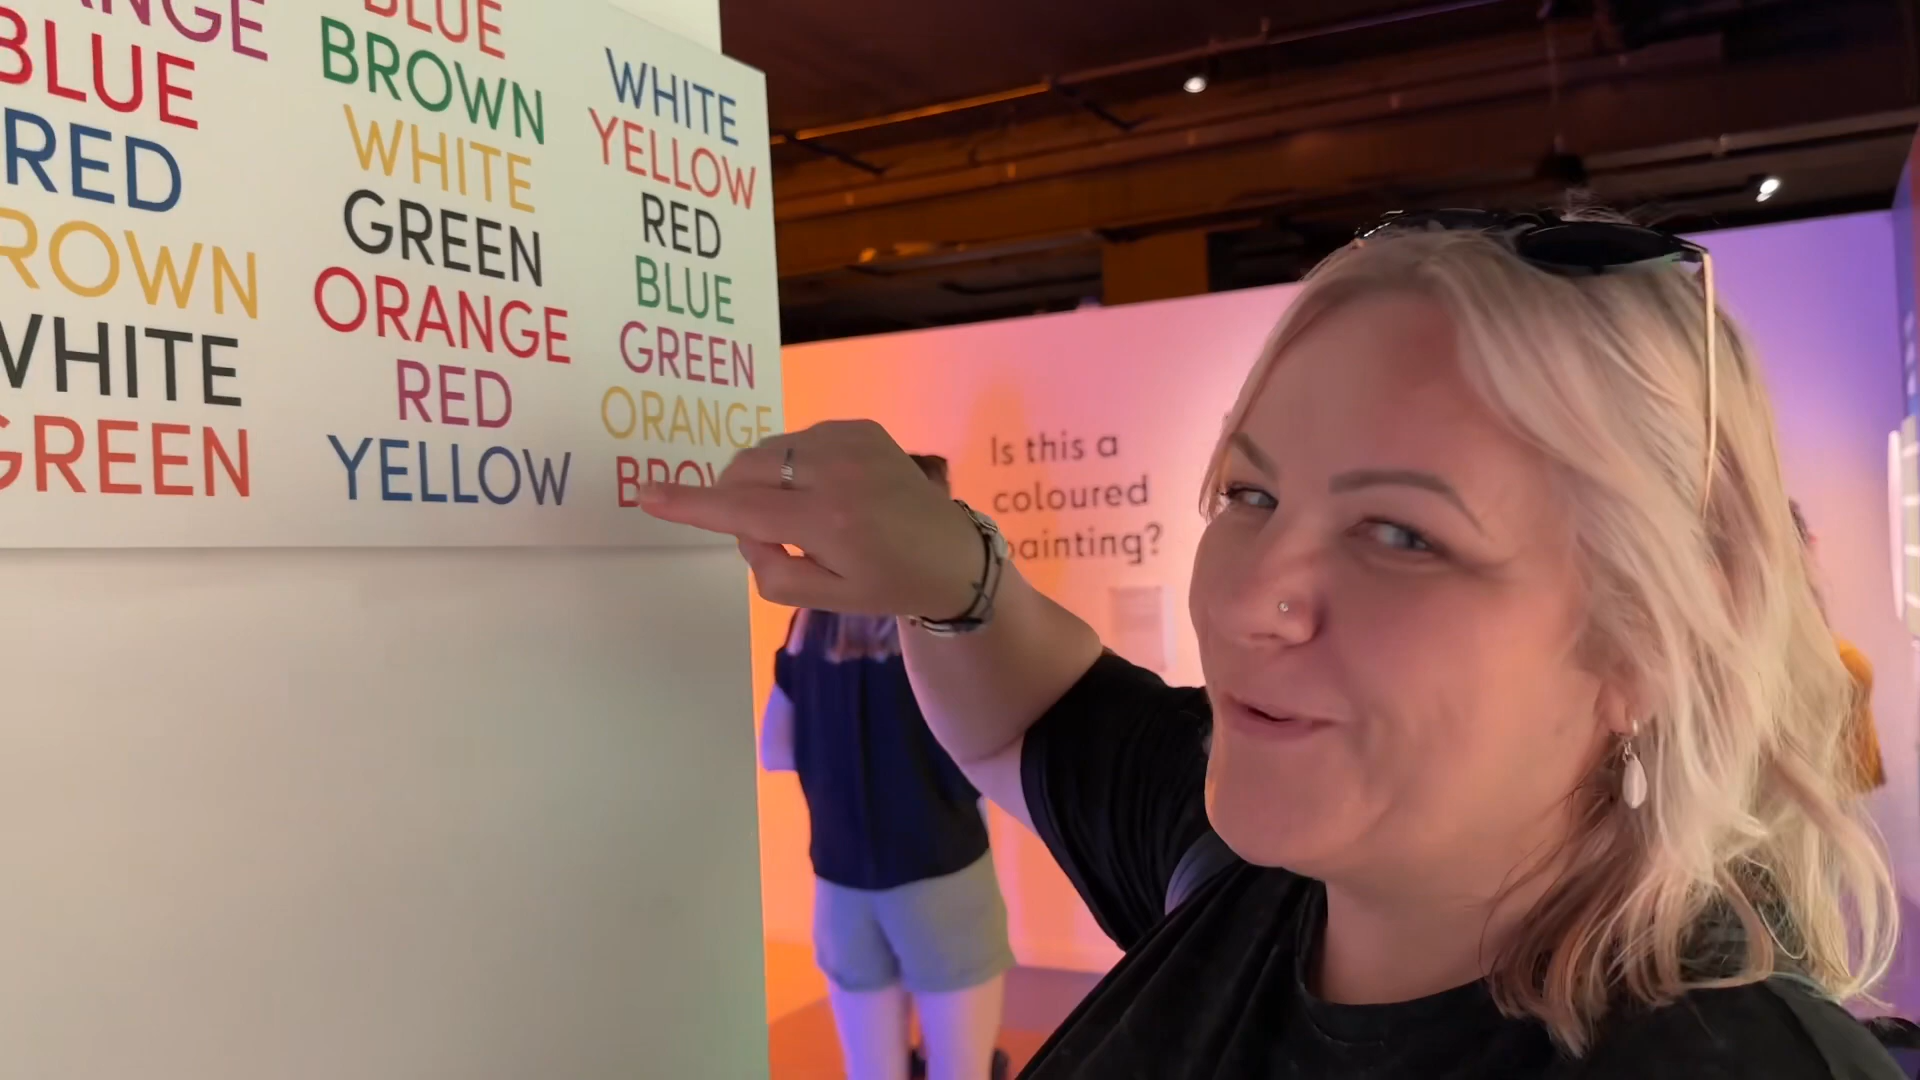 BLUE
RED
WHITE
GREEN
BLUE
BROWN
WHITE
GREEN
ORANGE
RED
YELLOW
WHITE
YELLOW
RED
BLUE
GREEN
ORANGE
Is this a
coloured
painting?